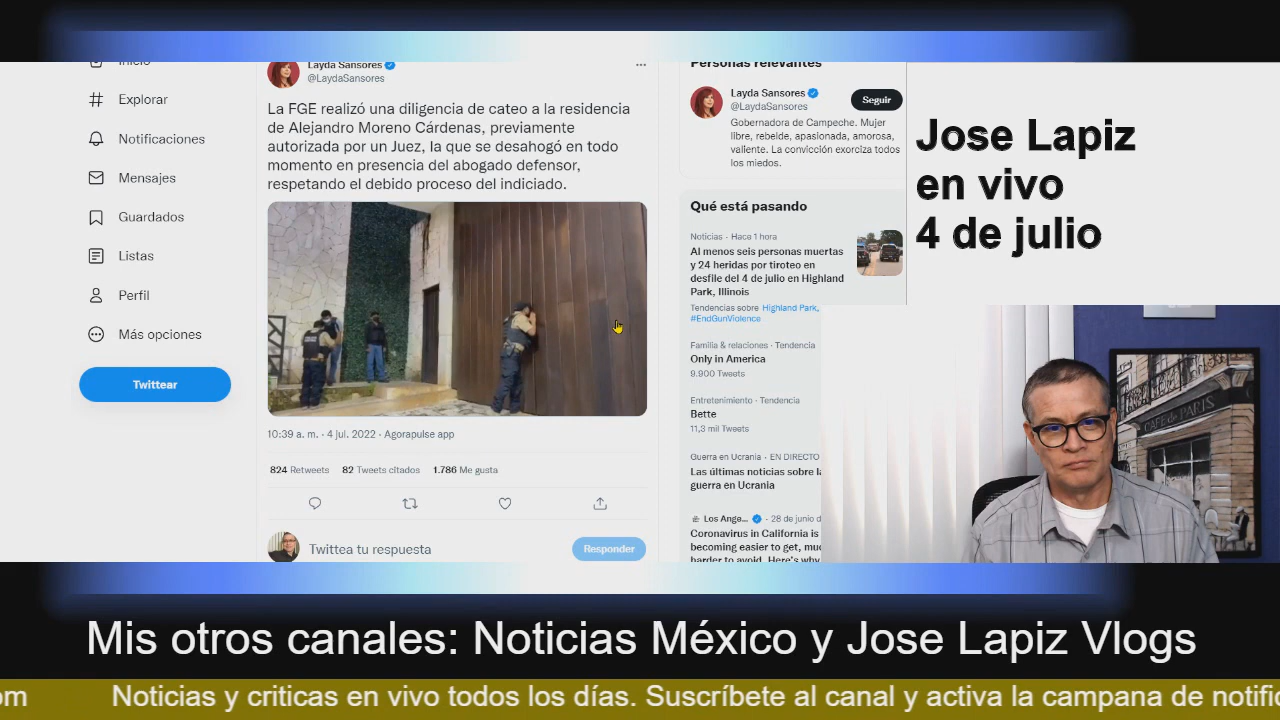 Inicio
Explorar
Notificaciones
Mensajes
Guardados
Listas
Perfil
Más opciones
Twittear
Layda Sansores
@LaydaSansores
La FGE realizó una diligencia de cateo a la residencia
de Alejandro Moreno Cárdenas, previamente
autorizada por un Juez, la que se desahogó en todo
momento en presencia del abogado defensor,
respetando el debido proceso del indiciado.
10:39 a. m. · 4 jul. 2022 · Agorapulse app
824 Retweets 82 Tweets citados 1.786 Me gusta
Twittea tu respuesta
Responder
Personas relevantes
Layda Sansores
@LaydaSansores
Seguir
Gobernadora de Campeche. Mujer
libre, rebelde, apasionada, amorosa,
valiente. La convicción exorciza todos
los miedos.
Qué está pasando
Noticias · Hace 1 hora
Al menos seis personas muertas
y 24 heridas por tiroteo en
desfile del 4 de julio en Highland
Park, Illinois
Tendencias sobre Highland Park,
#EndGunViolence
Familia & relaciones · Tendencia
Only in America
9.900 Tweets
Entretenimiento · Tendencia
Bette
11,3 mil Tweets
Guerra en Ucrania · EN DIRECTO
Las últimas noticias sobre la
guerra en Ucrania
Los Ange... · 28 de junio d
Coronavirus in California is
becoming easier to get, muc
harder to avoid. Here's why
Jose Lapiz
en vivo
4 de julio
CAFE de PARIS
Mis otros canales: Noticias México y Jose Lapiz Vlogs
om Noticias y criticas en vivo todos los días. Suscríbete al canal y activa la campana de notific